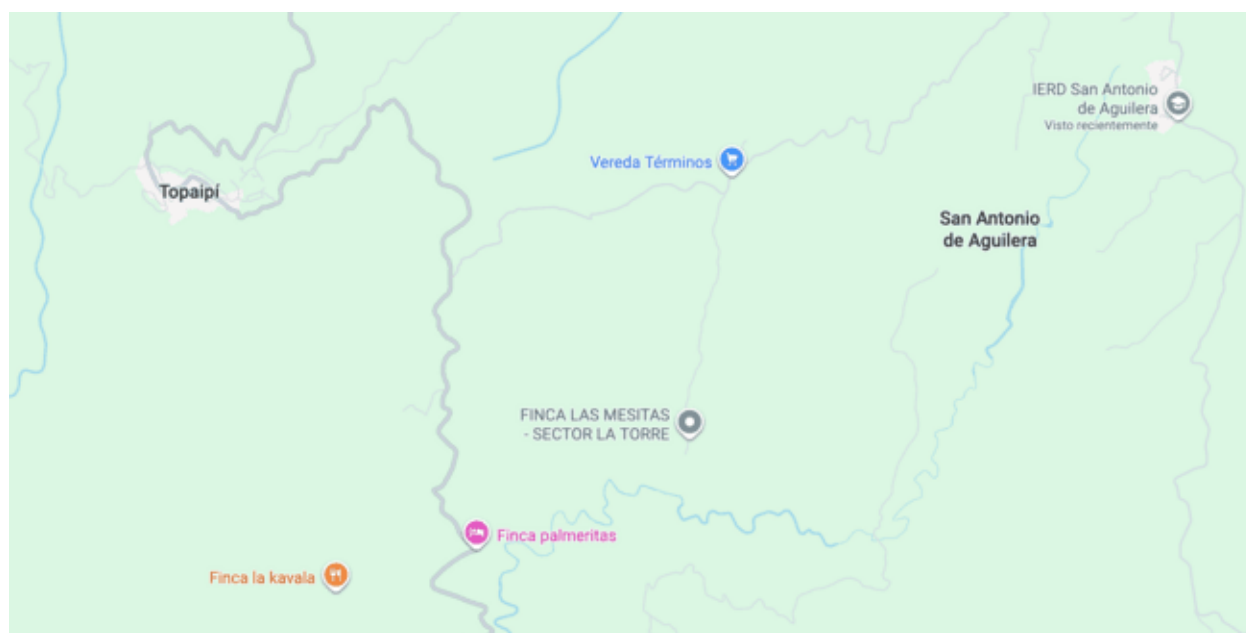 IERD San Antonio
de Aguilera
Visto recientemente
Vereda Términos
Topaipí
San Antonio
de Aguilera
FINCA LAS MESITAS
- SECTOR LA TORRE
Finca palmeritas
Finca la kavala